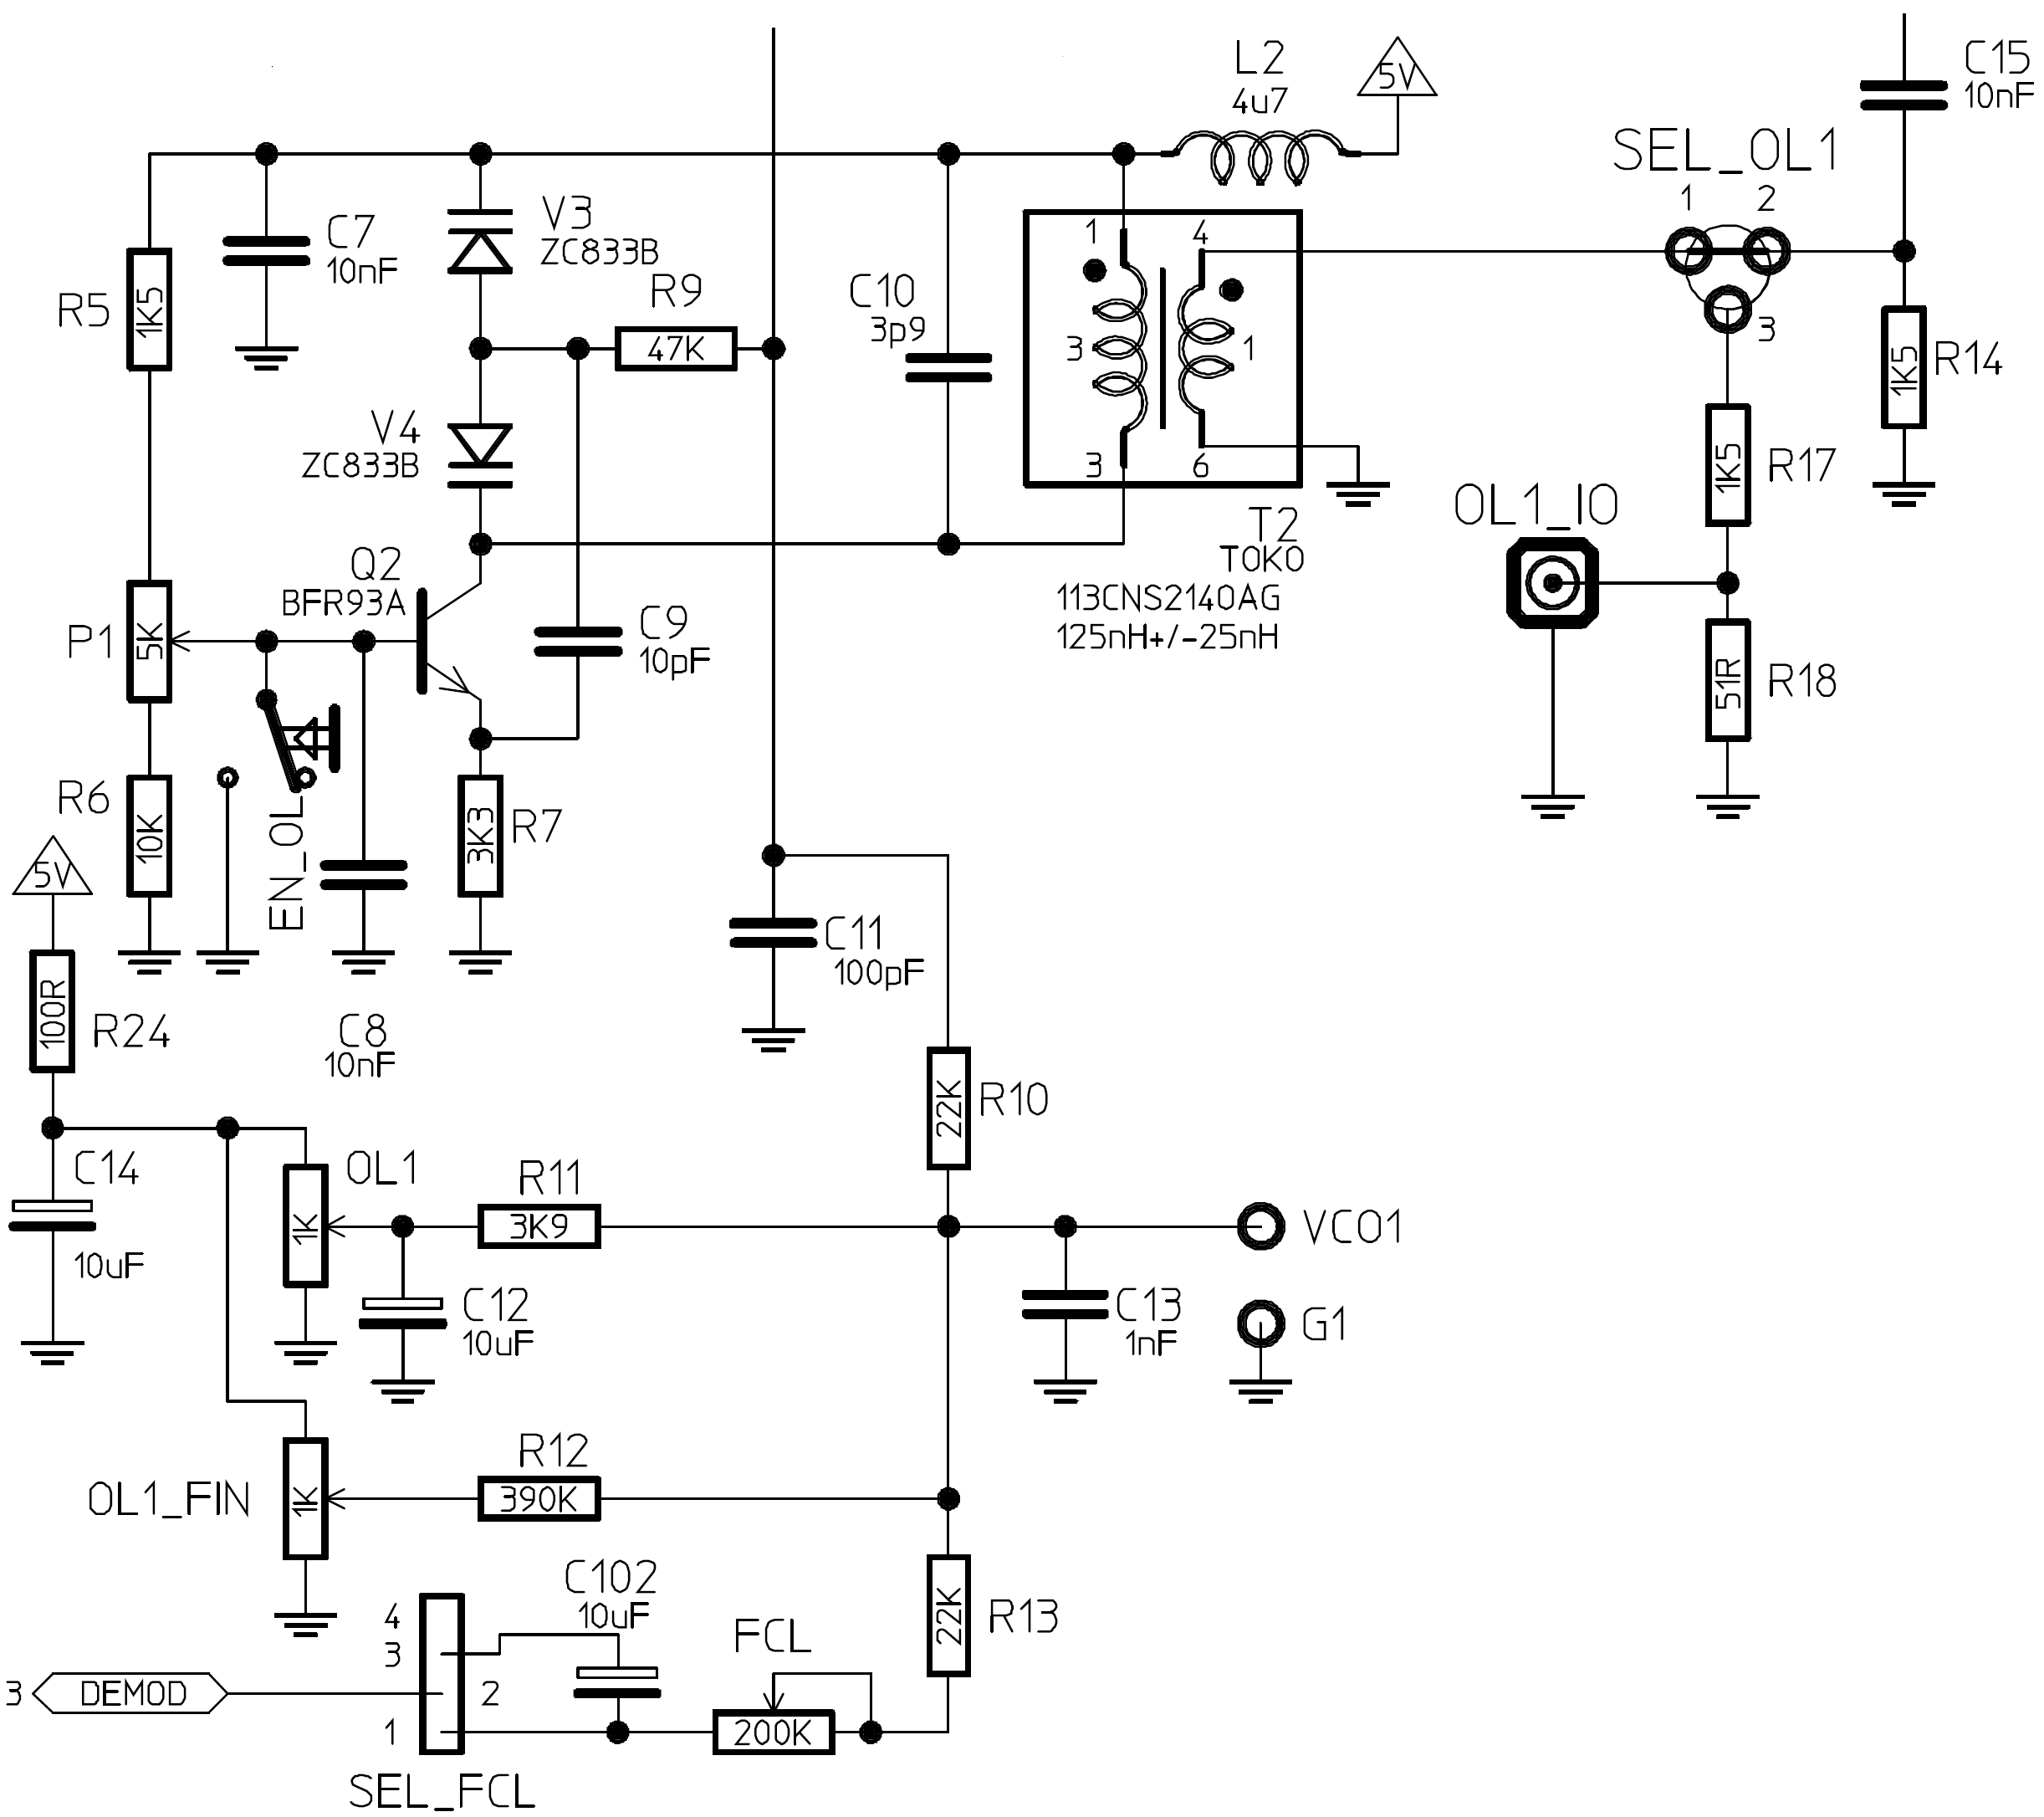 L2
4u7
5V
C15
10nF
SEL_OL1
1 2
3
V3
ZC833B
C7
10nF
R5
1K5
R9
47K
C10
3p9
1
4
3
1
3
6
R14
1K5
V4
ZC833B
R17
1K5
OL1_IO
T2
TOKO
113CNS2140AG
125nH+/-25nH
Q2
BFR93A
P1
5K
C9
10pF
R18
51R
R6
10K
EN_OL
R7
3K3
5V
C11
100pF
100R
R24
C8
10nF
22K
R10
C14
10uF
OL1
1K
R11
3K9
VCO1
C12
10uF
C13
1nF
G1
OL1_FIN
1K
R12
390K
C102
10uF
FCL
200K
22K
R13
4
3
2
1
3 DEMOD
SEL_FCL